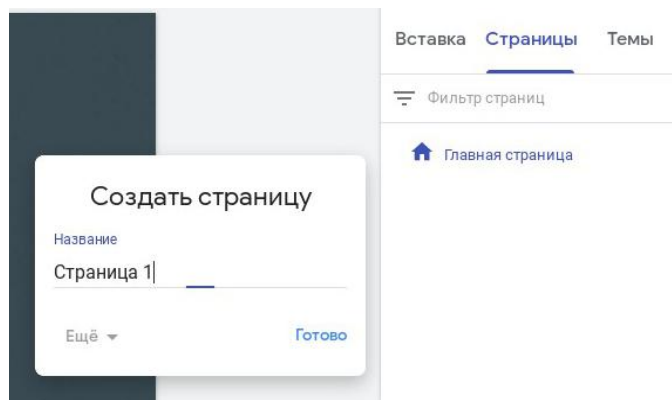 Вставка Страницы Темы
Фильтр страниц
Главная страница
Создать страницу
Название
Страница 1
Ещё
Готово